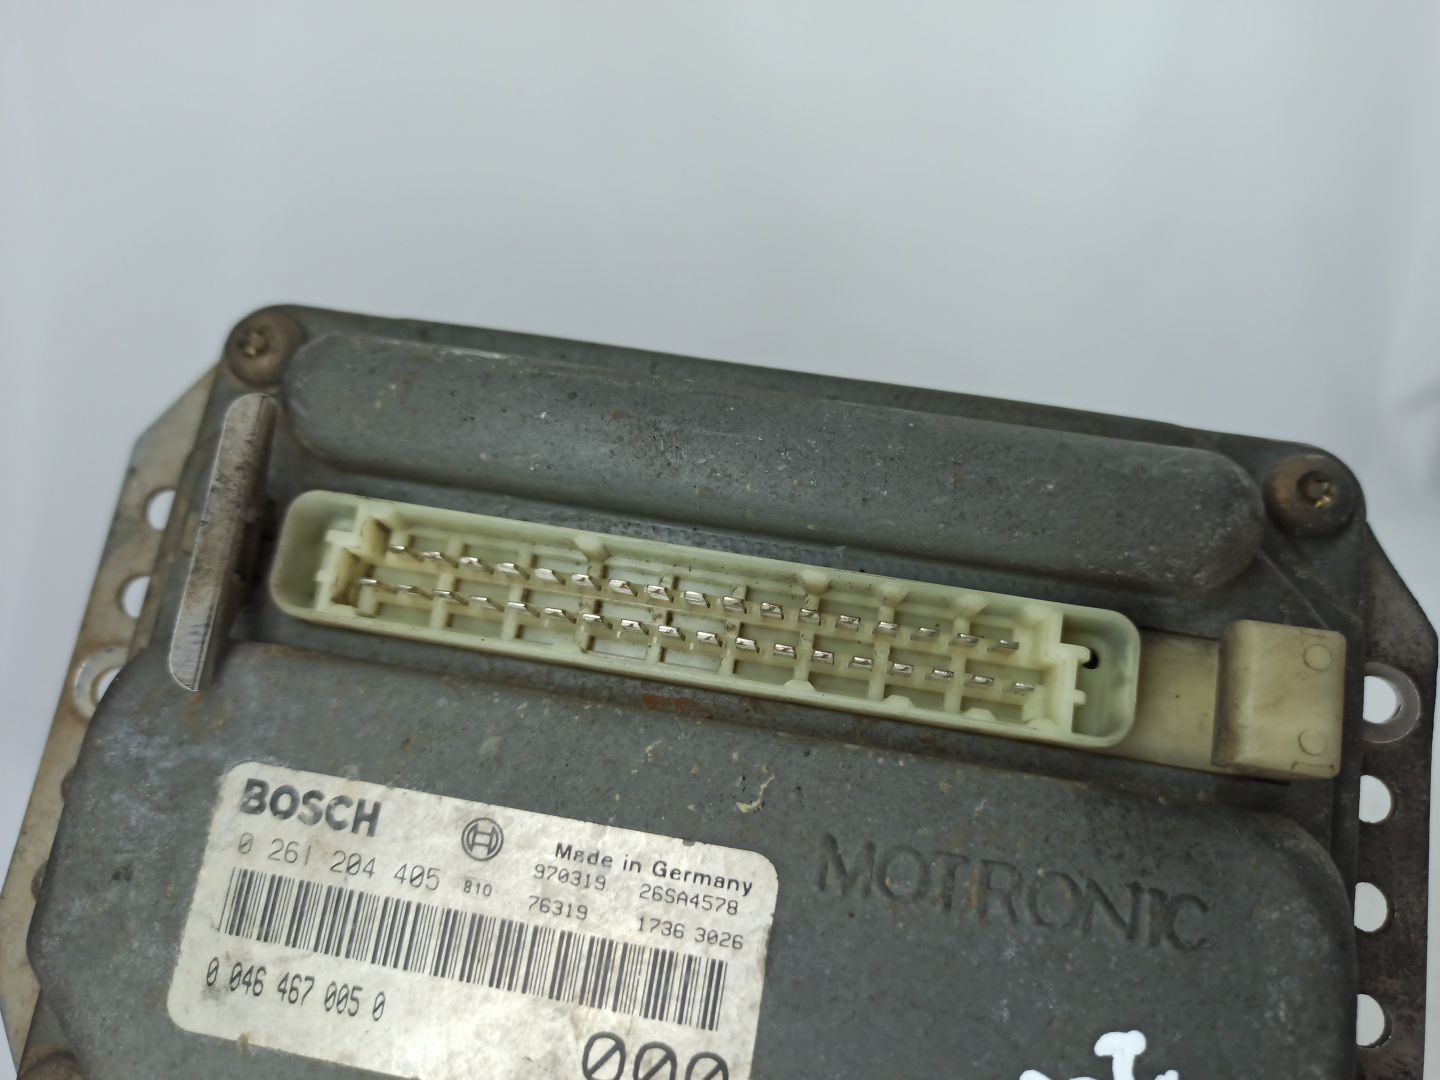 BOSCH
Made in Germany
0 261 204 405 810
970319 26SA4578
76319 1736 3026
0 046 467 005 0
000
MOTRONIC